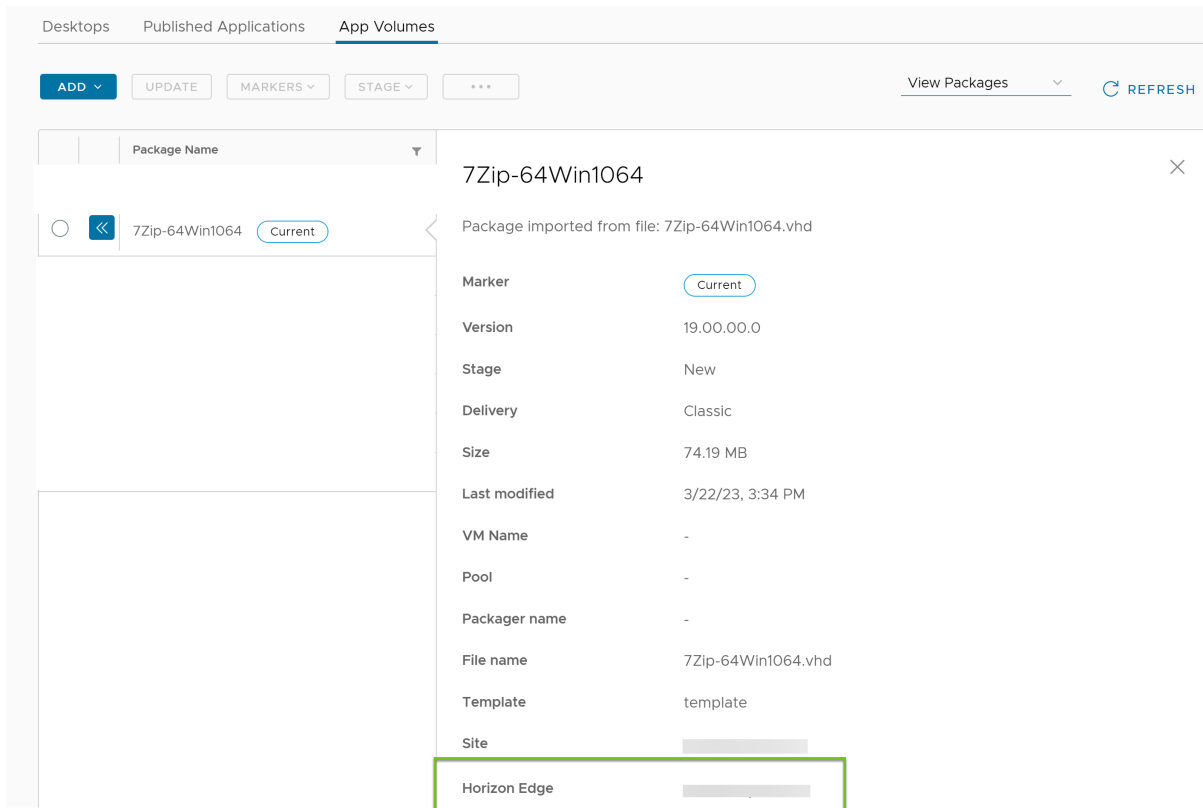 Desktops Published Applications App Volumes
ADD UPDATE MARKERS STAGE ••• View Packages REFRESH
Package Name
7Zip-64Win1064
7Zip-64Win1064 Current
Package imported from file: 7Zip-64Win1064.vhd
Marker Current
Version 19.00.00.0
Stage New
Delivery Classic
Size 74.19 MB
Last modified 3/22/23, 3:34 PM
VM Name -
Pool -
Packager name -
File name 7Zip-64Win1064.vhd
Template template
Site
Horizon Edge